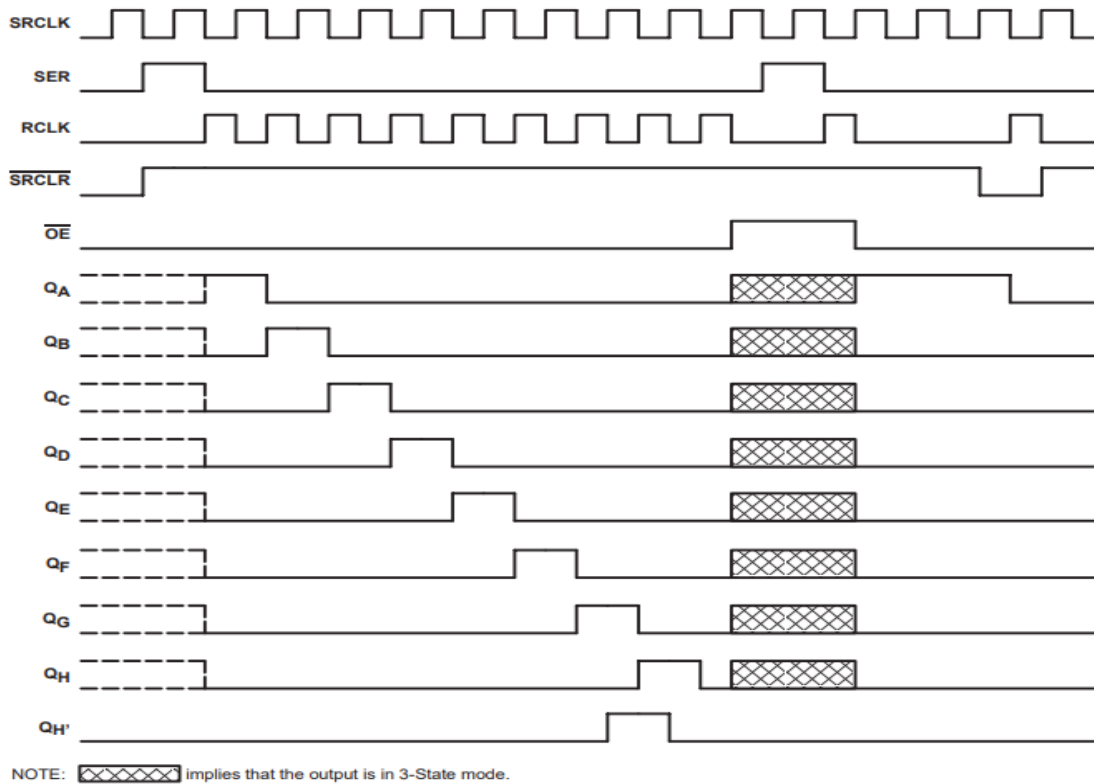 SRCLK
SER
RCLK
SRCLR
OE
QA
QB
QC
QD
QE
QF
QG
QH
QH'
NOTE: implies that the output is in 3-State mode.